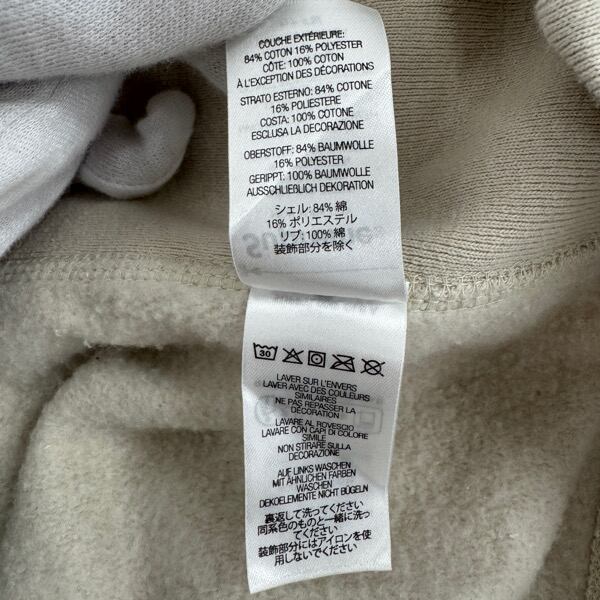 COUCHE EXTÉRIEURE:
84% COTON 16% POLYESTER
CÔTE: 100% COTON
À L'EXCEPTION DES DÉCORATIONS
STRATO ESTERNO: 84% COTONE
16% POLIESTERE
COSTA: 100% COTONE
ESCLUSA LA DECORAZIONE
OBERSTOFF: 84% BAUMWOLLE
16% POLYESTER
GERIPPT: 100% BAUMWOLLE
AUSSCHLIEßLICH DEKORATION
シェル: 84% 綿
16% ポリエステル
リブ: 100% 綿
装飾部分を除く
30
LAVER SUR L'ENVERS
LAVER AVEC DES COULEURS
SIMILAIRES
NE PAS REPASSER LA
DÉCORATION
LAVARE AL ROVESCIO
LAVARE CON CAPI DI COLORE
SIMILE
NON STIRARE SULLA
DECORAZIONE
AUF LINKS WASCHEN
MIT ÄHNLICHEN FARBEN
WASCHEN
DEKOELEMENTE NICHT BÜGELN
裏返して洗ってください
同系色のものと一緒に洗っ
てください
装飾部分にはアイロンを使
用しないでください